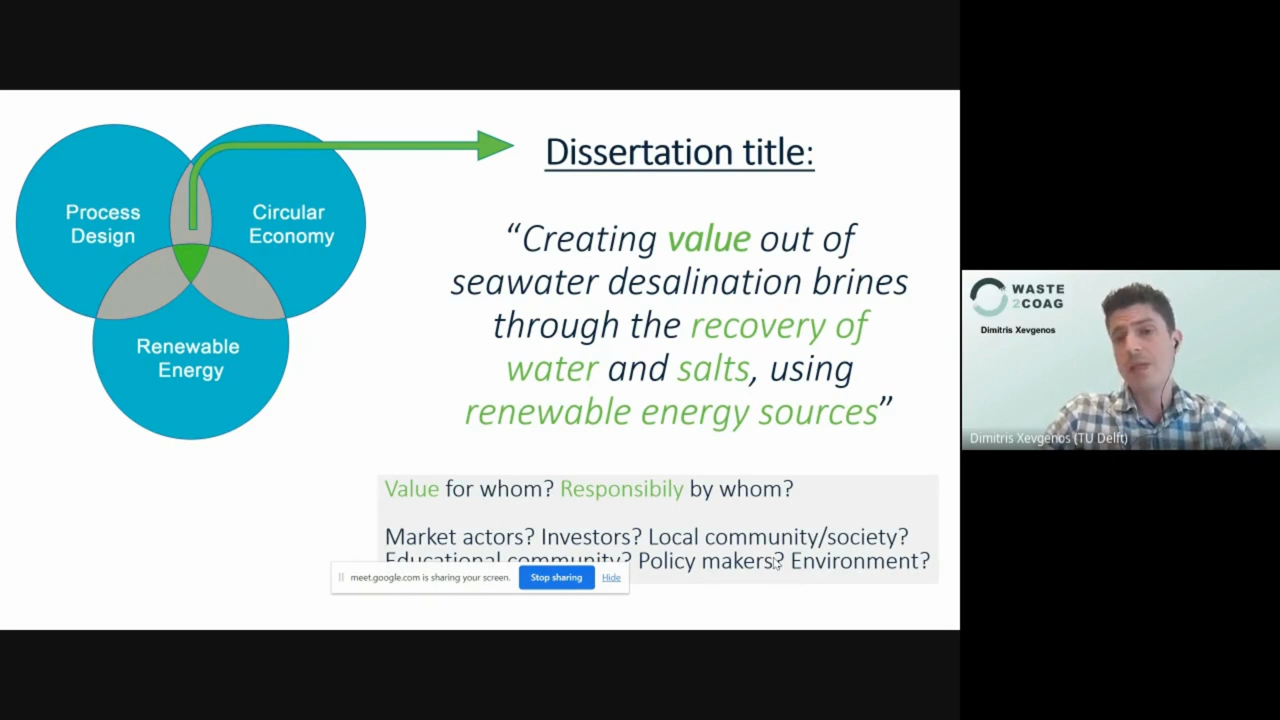 Process
Design
Circular
Economy
Renewable
Energy
Dissertation title:
“Creating value out of
seawater desalination brines
through the recovery of
water and salts, using
renewable energy sources”
Value for whom? Responsibily by whom?
Market actors? Investors? Local community/society?
Educational community? Policy makers? Environment?
meet.google.com is sharing your screen.
Stop sharing
Hide
WASTE
2COAG
Dimitris Xevgenos
Dimitris Xevgenos (TU Delft)